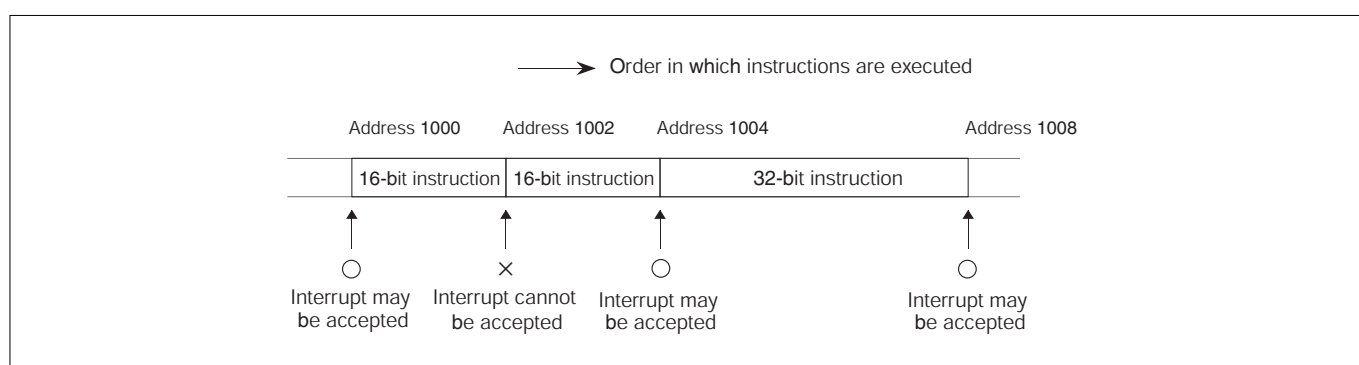 Order in which instructions are executed
Address 1000 Address 1002 Address 1004 Address 1008
16-bit instruction 16-bit instruction 32-bit instruction
Interrupt may be accepted
Interrupt cannot be accepted
Interrupt may be accepted
Interrupt may be accepted